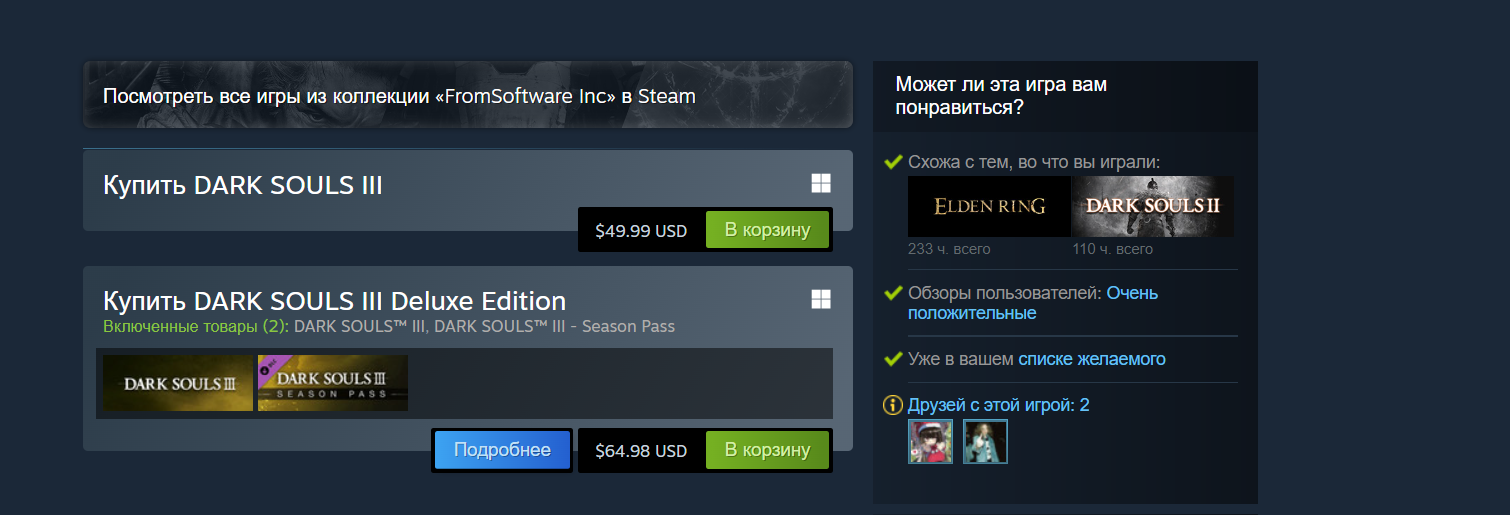 Посмотреть все игры из коллекции «FromSoftware Inc» в Steam
Купить DARK SOULS III
$49.99 USD
В корзину
Купить DARK SOULS III Deluxe Edition
Включенные товары (2): DARK SOULS™ III, DARK SOULS™ III - Season Pass
DARK SOULS III
DARK SOULS III
SEASON PASS
Подробнее
$64.98 USD
В корзину
Может ли эта игра вам
понравиться?
Схожа с тем, во что вы играли:
ELDEN RING
DARK SOULS II
233 ч. всего
110 ч. всего
Обзоры пользователей: Очень
положительные
Уже в вашем списке желаемого
Друзей с этой игрой: 2